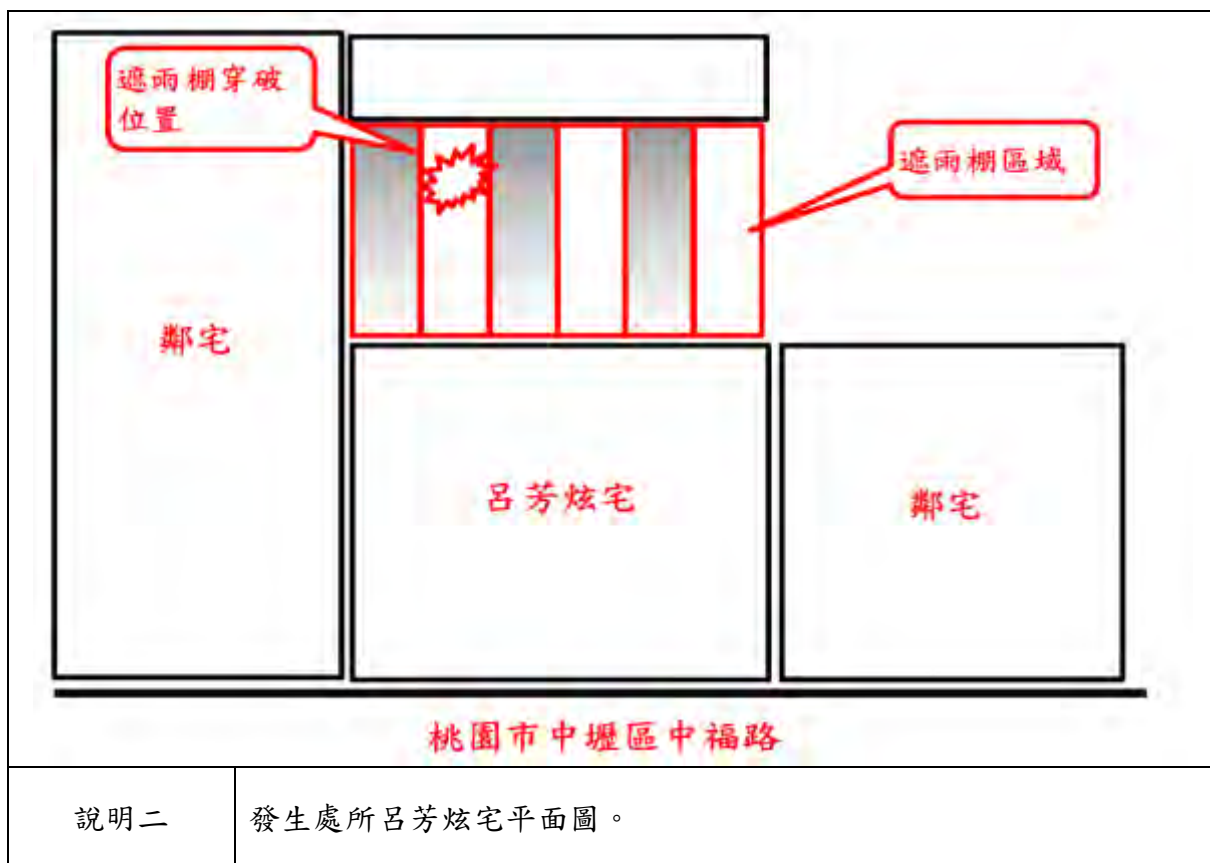 遮雨棚穿破
位置
遮雨棚區域
鄰宅
呂芳炫宅
鄰宅
桃園市中壢區中福路
說明二
發生處所呂芳炫宅平面圖。